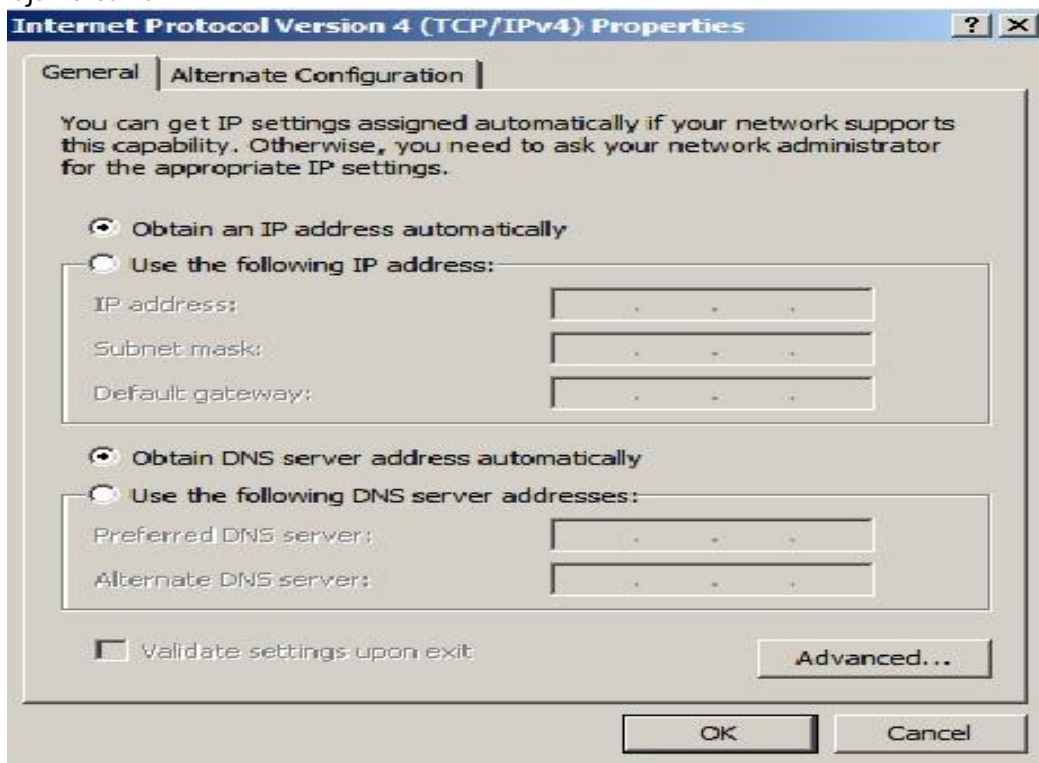 Internet Protocol Version 4 (TCP/IPv4) Properties
General
Alternate Configuration
You can get IP settings assigned automatically if your network supports
this capability. Otherwise, you need to ask your network administrator
for the appropriate IP settings.
Obtain an IP address automatically
Use the following IP address:
IP address:
Subnet mask:
Default gateway:
Obtain DNS server address automatically
Use the following DNS server addresses:
Preferred DNS server:
Alternate DNS server:
Validate settings upon exit
Advanced...
OK
Cancel